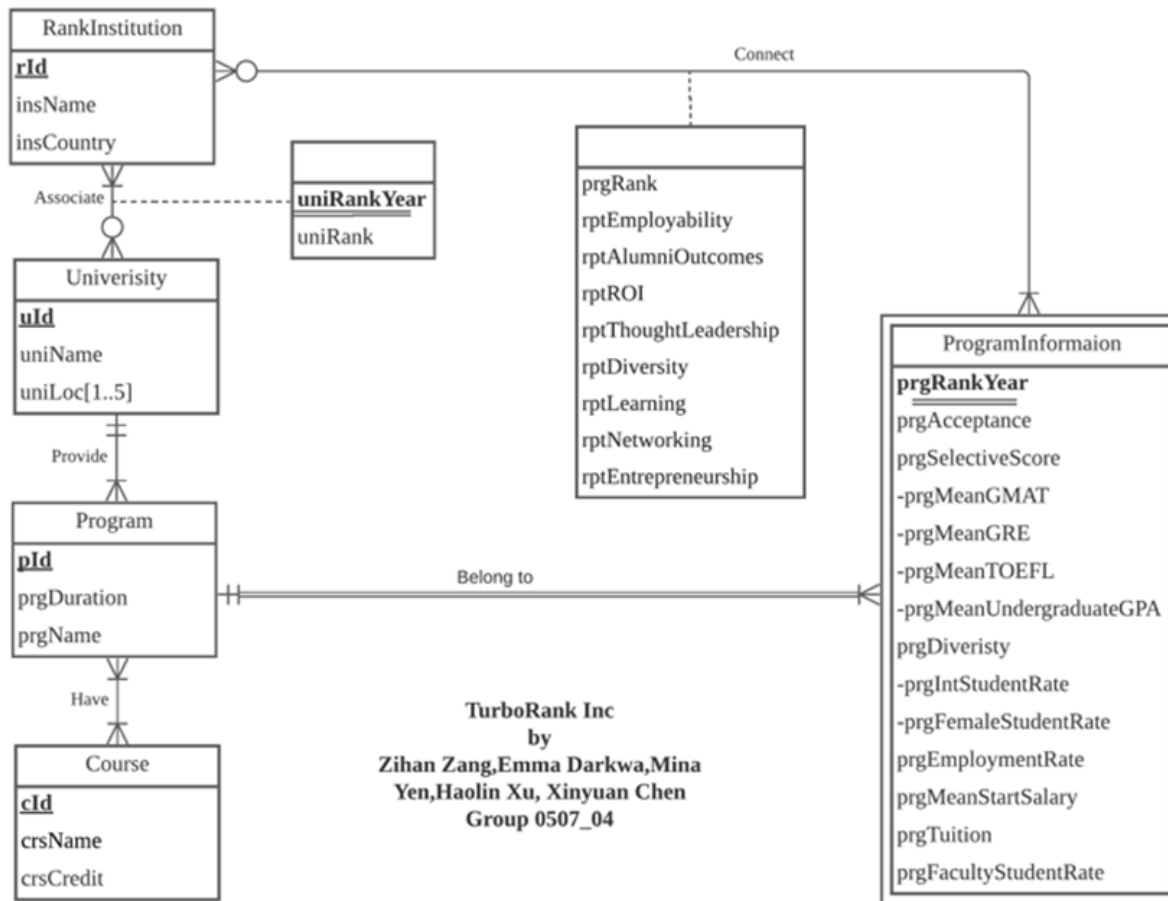 RankInstitution
rId
insName
insCountry
Connect
Associate
uniRankYear
uniRank
prgRank
rptEmployability
rptAlumniOutcomes
rptROI
rptThoughtLeadership
rptDiversity
rptLearning
rptNetworking
rptEntrepreneurship
Univerisity
uId
uniName
uniLoc[1..5]
Provide
ProgramInformaion
prgRankYear
prgAcceptance
prgSelectiveScore
-prgMeanGMAT
-prgMeanGRE
-prgMeanTOEFL
-prgMeanUndergraduateGPA
prgDiveristy
-prgIntStudentRate
-prgFemaleStudentRate
prgEmploymentRate
prgMeanStartSalary
prgTuition
prgFacultyStudentRate
Program
pId
prgDuration
prgName
Belong to
Have
Course
cId
crsName
crsCredit
TurboRank Inc
by
Zihan Zang,Emma Darkwa,Mina
Yen,Haolin Xu, Xinyuan Chen
Group 0507_04